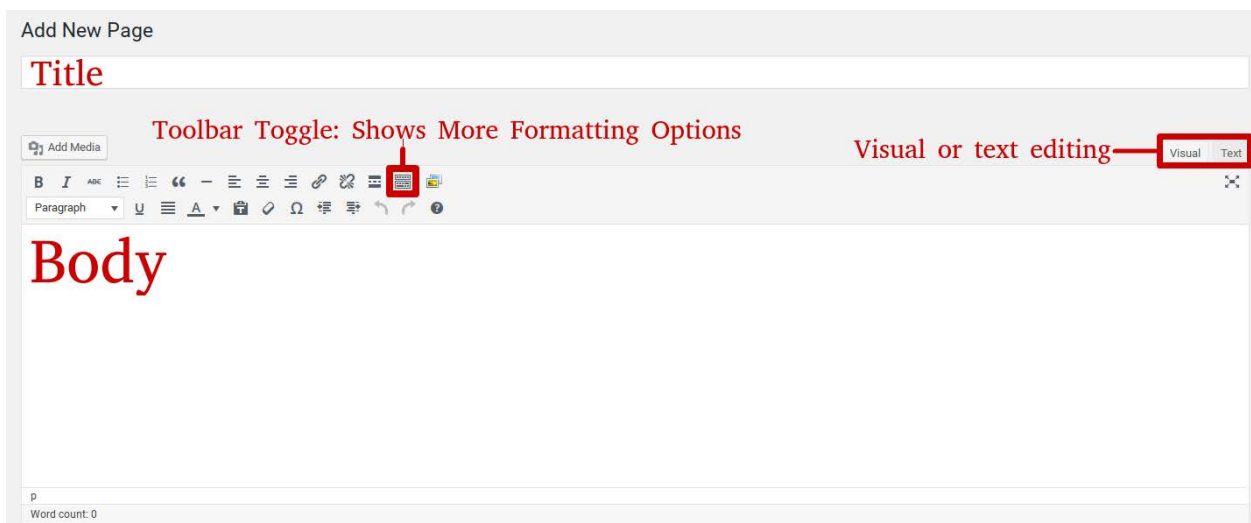 Add New Page
Title
Toolbar Toggle: Shows More Formatting Options
Add Media
Visual or text editing
Visual Text
B I ABC
Paragraph U A Ω
Body
p
Word count: 0